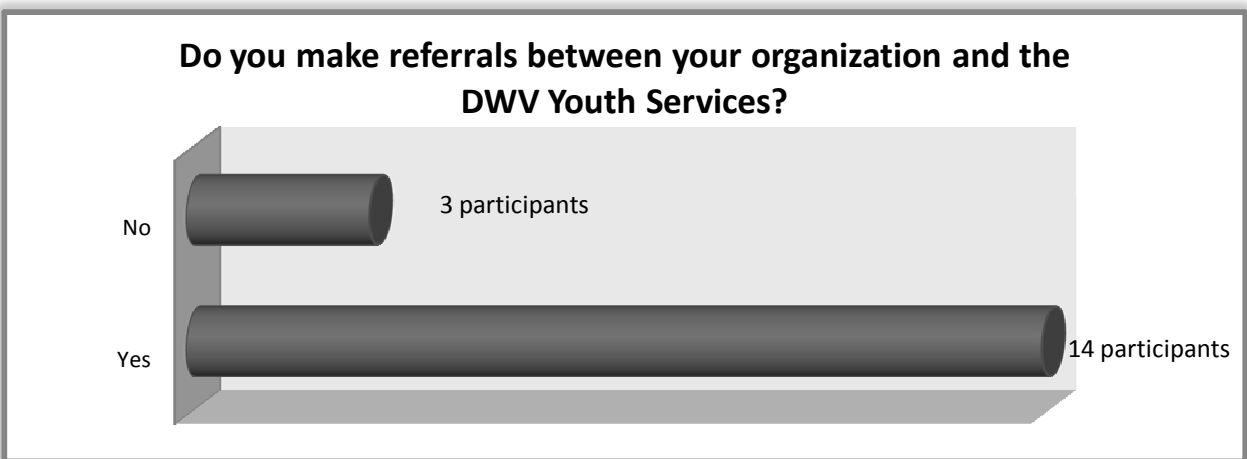 Do you make referrals between your organization and the
DWV Youth Services?
No
3 participants
Yes
14 participants